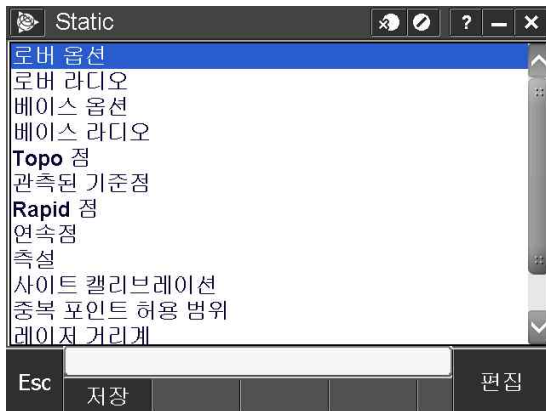 Static
? – ×
로버 옵션
로버 라디오
베이스 옵션
베이스 라디오
Topo 점
관측된 기준점
Rapid 점
연속점
측설
사이트 캘리브레이션
중복 포인트 허용 범위
레이저 거리계
Esc
저장
편집